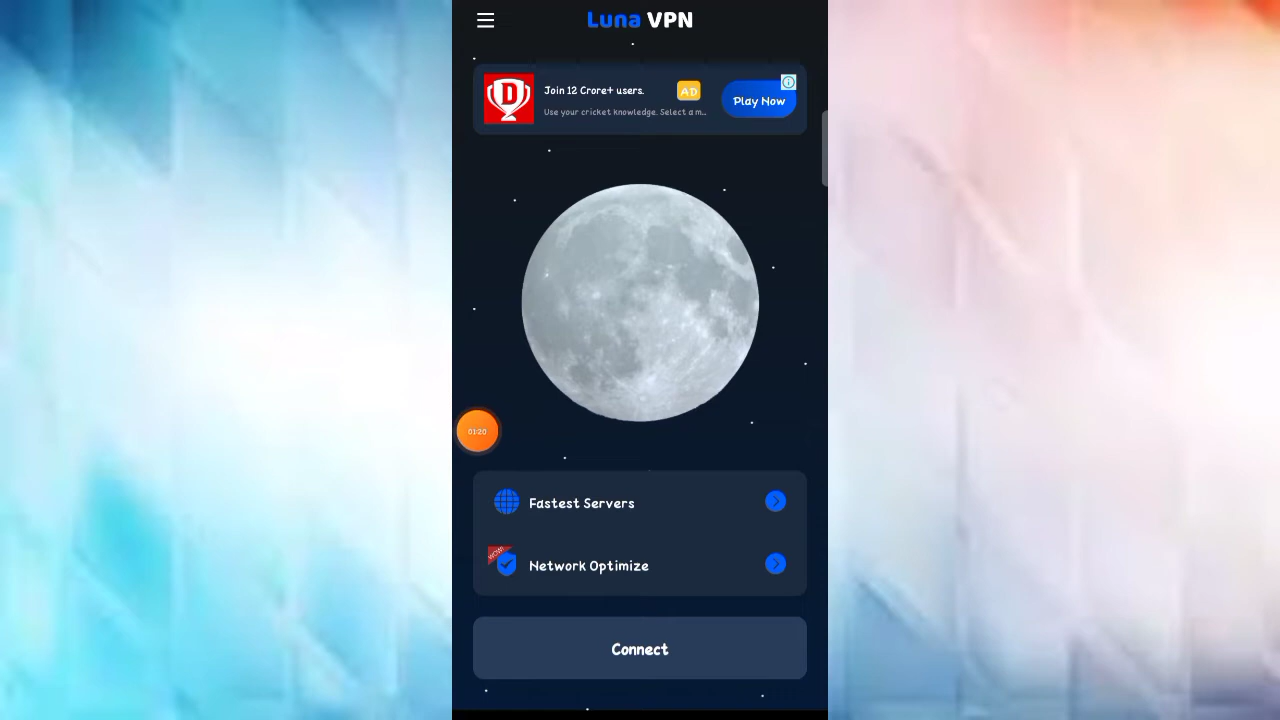 Luna VPN
D
Join 12 Crore+ users.
AD
Use your cricket knowledge. Select a m...
Play Now
01:20
Fastest Servers
WOW!
Network Optimize
Connect